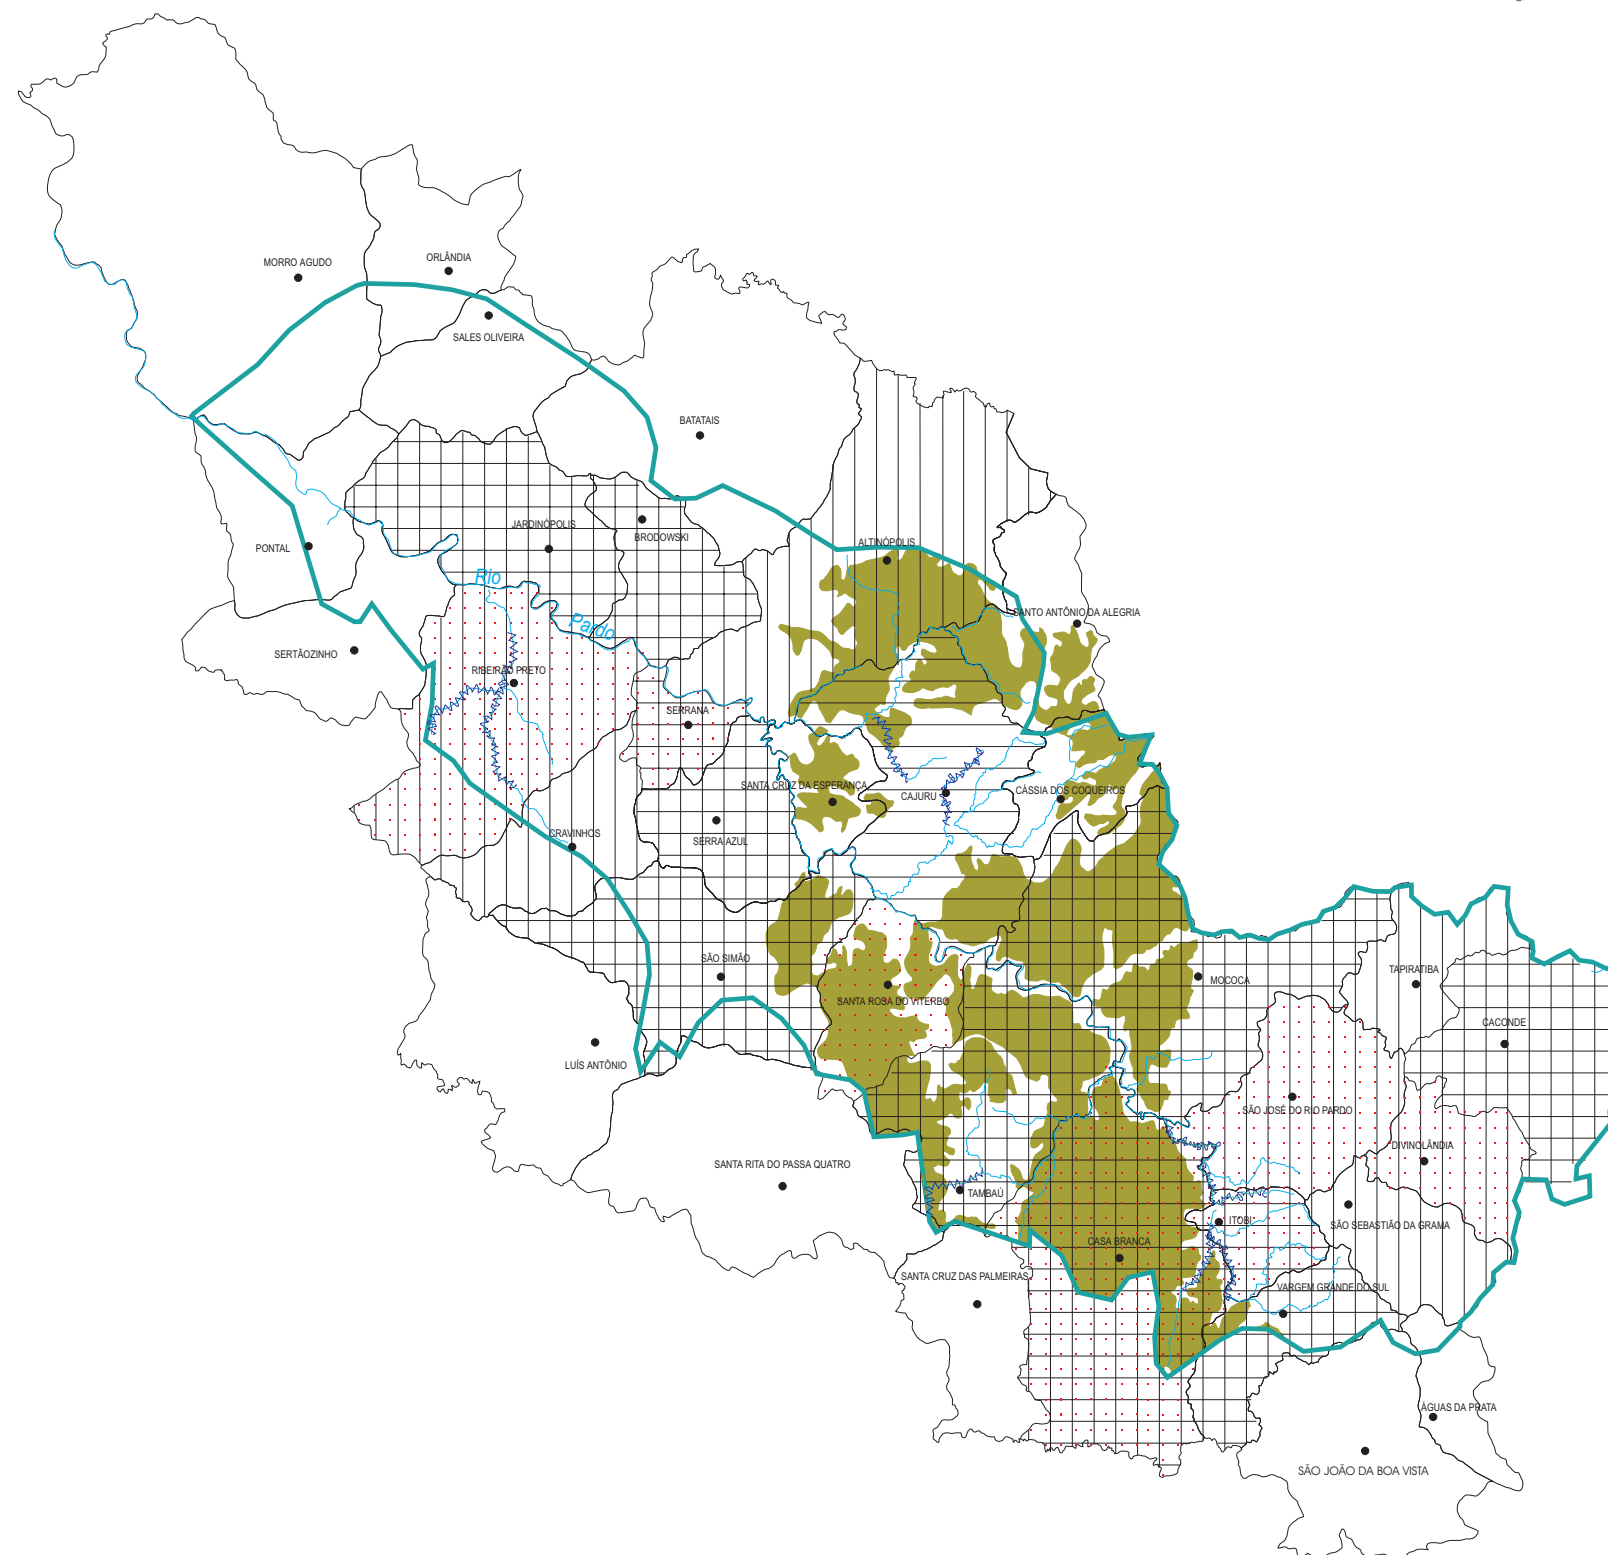 ORLÂNDIA
MORRO AGUDO
SALES OLIVEIRA
BATATAIS
JARDINÓPOLIS
BRODOWSKI
PONTAL
ALTINÓPOLIS
Rio
Pardo
SANTO ANTÔNIO DA ALEGRIA
SERTÃOZINHO
RIBEIRÃO PRETO
SERRANA
SANTA CRUZ DA ESPERANÇA
CAJURU
CÁSSIA DOS COQUEIROS
CRAVINHOS
SERRA AZUL
SÃO SIMÃO
TAPIRATIBA
MOCOCA
SANTA ROSA DO VITERBO
CACONDE
LUÍS ANTÔNIO
SÃO JOSÉ DO RIO PARDO
DIVINOLÂNDIA
SANTA RITA DO PASSA QUATRO
TAMBAÚ
ITOBI
SÃO SEBASTIÃO DA GRAMA
CASA BRANCA
SANTA CRUZ DAS PALMEIRAS
VARGEM GRANDE DO SUL
ÁGUAS DA PRATA
SÃO JOÃO DA BOA VISTA